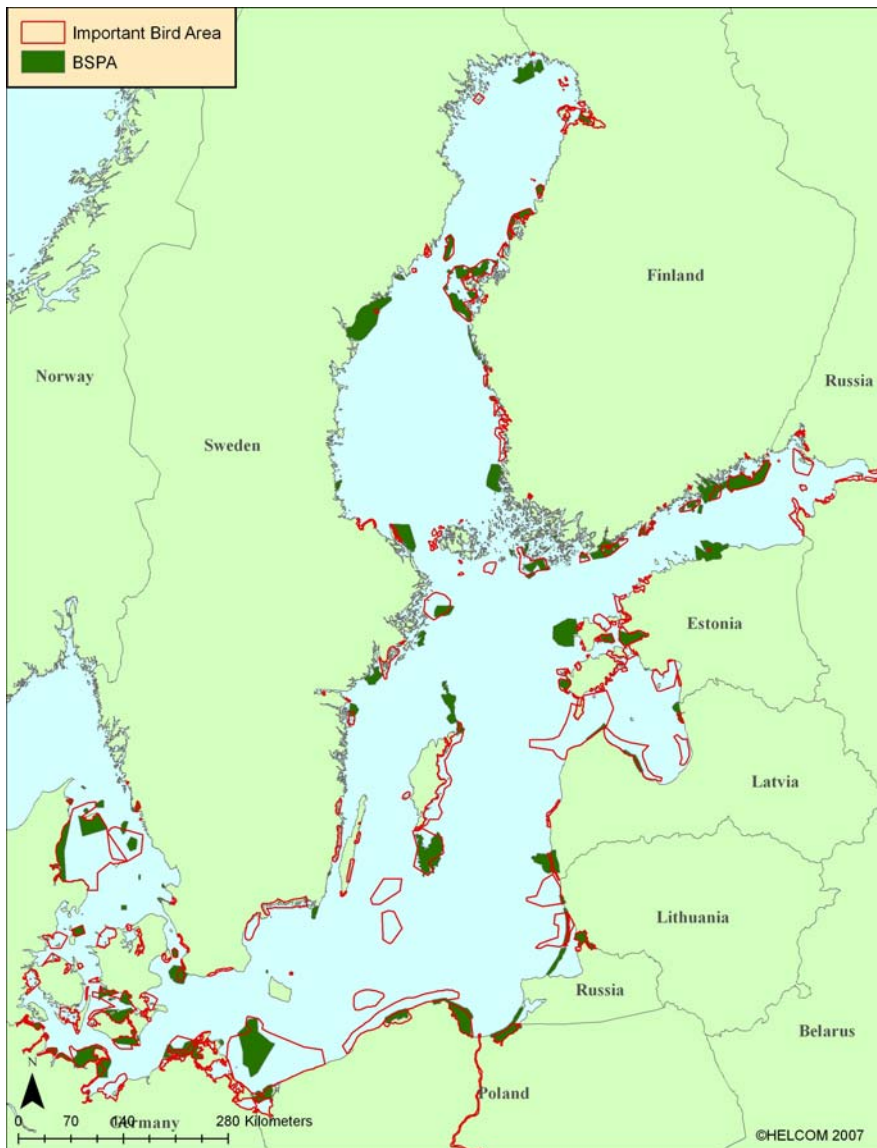 Important Bird Area
BSPA
Finland
Norway
Russia
Sweden
Estonia
Latvia
Lithuania
Russia
Belarus
Poland
N
Germany
0 70 140 280 Kilometers
©HELCOM 2007